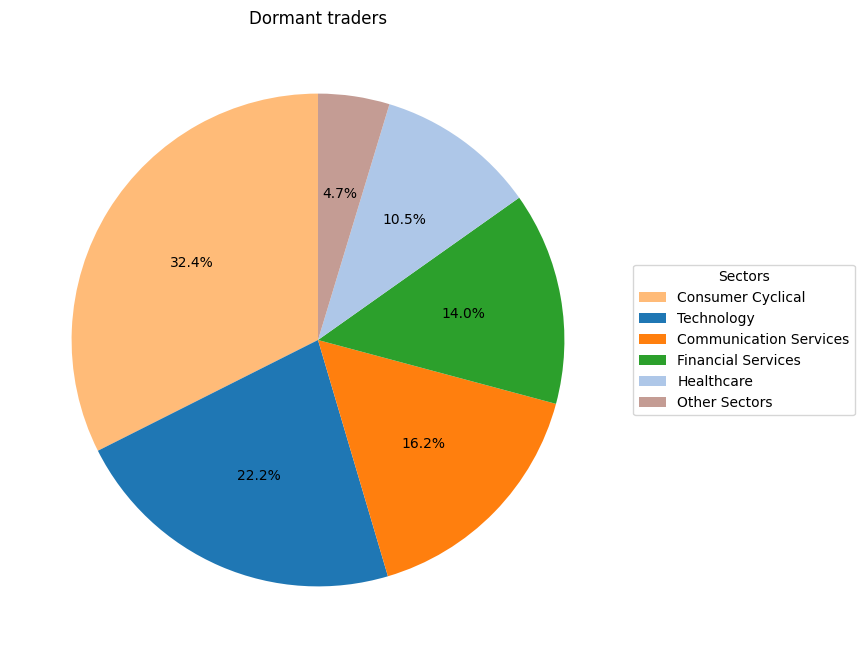 Dormant traders
4.7%
10.5%
32.4%
14.0%
16.2%
22.2%
Sectors
Consumer Cyclical
Technology
Communication Services
Financial Services
Healthcare
Other Sectors